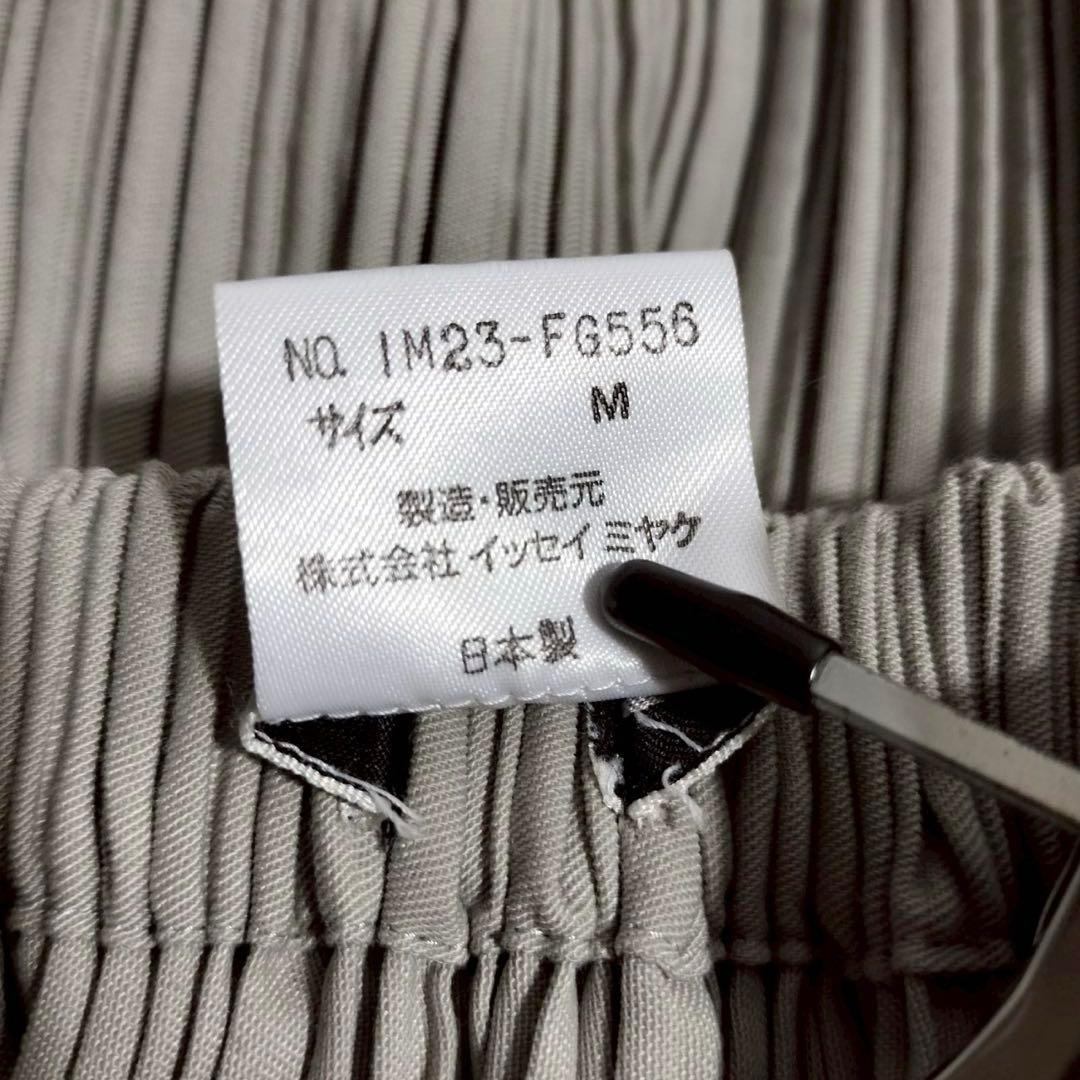 NO. IM23-FG556
サイズ M
製造・販売元
株式会社 イッセイ ミヤケ
日本製